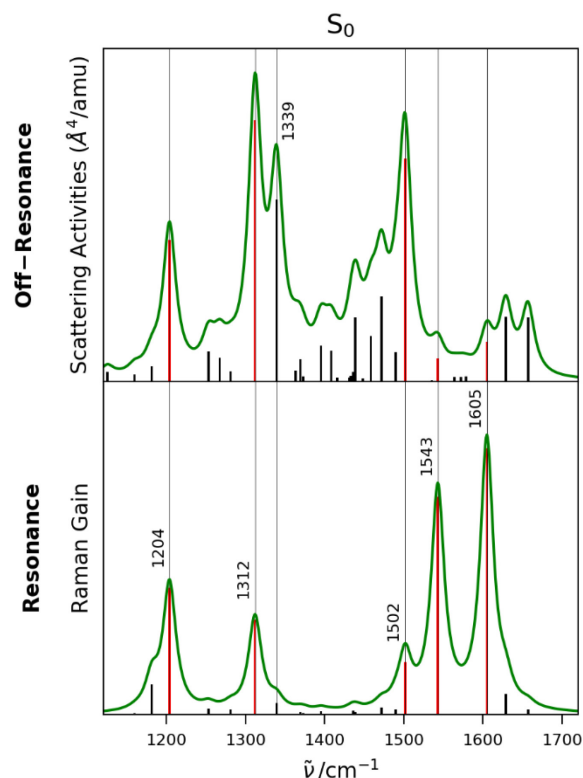 S₀
Off−Resonance
Scattering Activities (Å⁴/amu)
1339
Resonance
Raman Gain
1204
1312
1502
1543
1605
1200 1300 1400 1500 1600 1700
ν̃/cm⁻¹